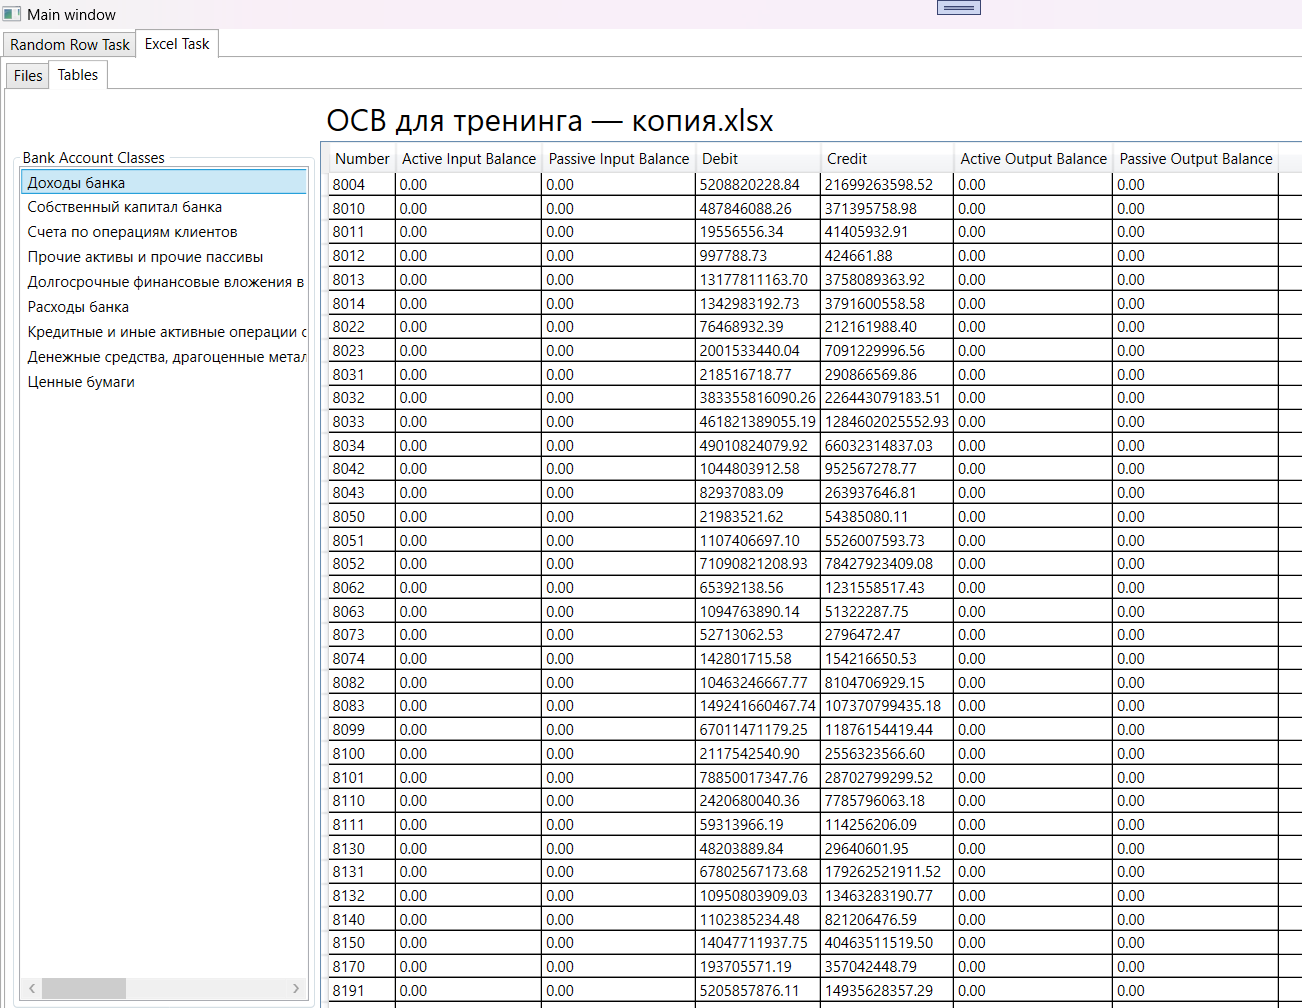 Main window
Random Row Task Excel Task
Files Tables
ОСВ для тренинга — копия.xlsx
Bank Account Classes
Доходы банка
Собственный капитал банка
Счета по операциям клиентов
Прочие активы и прочие пассивы
Долгосрочные финансовые вложения в
Расходы банка
Кредитные и иные активные операции с
Денежные средства, драгоценные метал
Ценные бумаги
Number Active Input Balance Passive Input Balance Debit Credit Active Output Balance Passive Output Balance
8004 0.00 0.00 5208820228.84 21699263598.52 0.00 0.00
8010 0.00 0.00 487846088.26 371395758.98 0.00 0.00
8011 0.00 0.00 19556556.34 41405932.91 0.00 0.00
8012 0.00 0.00 997788.73 424661.88 0.00 0.00
8013 0.00 0.00 13177811163.70 3758089363.92 0.00 0.00
8014 0.00 0.00 1342983192.73 3791600558.58 0.00 0.00
8022 0.00 0.00 76468932.39 212161988.40 0.00 0.00
8023 0.00 0.00 2001533440.04 7091229996.56 0.00 0.00
8031 0.00 0.00 218516718.77 290866569.86 0.00 0.00
8032 0.00 0.00 383355816090.26 226443079183.51 0.00 0.00
8033 0.00 0.00 461821389055.19 1284602025552.93 0.00 0.00
8034 0.00 0.00 49010824079.92 66032314837.03 0.00 0.00
8042 0.00 0.00 1044803912.58 952567278.77 0.00 0.00
8043 0.00 0.00 82937083.09 263937646.81 0.00 0.00
8050 0.00 0.00 21983521.62 54385080.11 0.00 0.00
8051 0.00 0.00 1107406697.10 5526007593.73 0.00 0.00
8052 0.00 0.00 71090821208.93 78427923409.08 0.00 0.00
8062 0.00 0.00 65392138.56 1231558517.43 0.00 0.00
8063 0.00 0.00 1094763890.14 51322287.75 0.00 0.00
8073 0.00 0.00 52713062.53 2796472.47 0.00 0.00
8074 0.00 0.00 142801715.58 154216650.53 0.00 0.00
8082 0.00 0.00 10463246667.77 8104706929.15 0.00 0.00
8083 0.00 0.00 149241660467.74 107370799435.18 0.00 0.00
8099 0.00 0.00 67011471179.25 11876154419.44 0.00 0.00
8100 0.00 0.00 2117542540.90 2556323566.60 0.00 0.00
8101 0.00 0.00 78850017347.76 28702799299.52 0.00 0.00
8110 0.00 0.00 2420680040.36 7785796063.18 0.00 0.00
8111 0.00 0.00 59313966.19 114256206.09 0.00 0.00
8130 0.00 0.00 48203889.84 29640601.95 0.00 0.00
8131 0.00 0.00 67802567173.68 179262521911.52 0.00 0.00
8132 0.00 0.00 10950803909.03 13463283190.77 0.00 0.00
8140 0.00 0.00 1102385234.48 821206476.59 0.00 0.00
8150 0.00 0.00 14047711937.75 40463511519.50 0.00 0.00
8170 0.00 0.00 193705571.19 357042448.79 0.00 0.00
8191 0.00 0.00 5205857876.11 14935628357.29 0.00 0.00